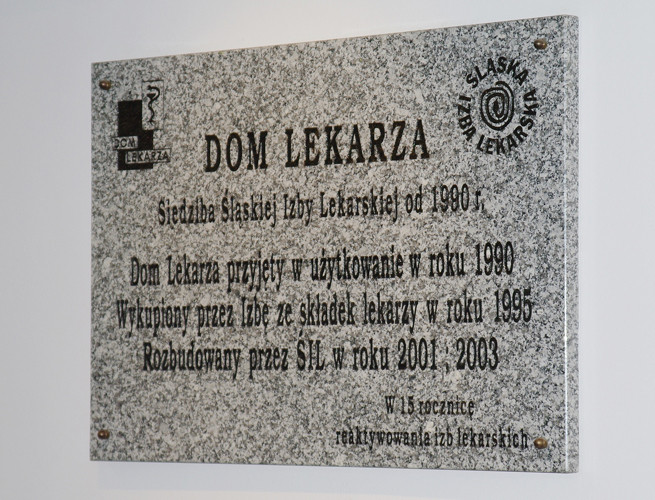 DOM
LEKARZA
ŚLĄSKA
IZBA LEKARSKA
DOM LEKARZA
Siedziba Śląskiej Izby Lekarskiej od 1990 r.
Dom Lekarza przyjęty w użytkowanie w roku 1990
Wykupiony przez Izbę ze składek lekarzy w roku 1995
Rozbudowany przez ŚIL w roku 2001 ; 2003
W 15 rocznicę
reaktywowania izb lekarskich